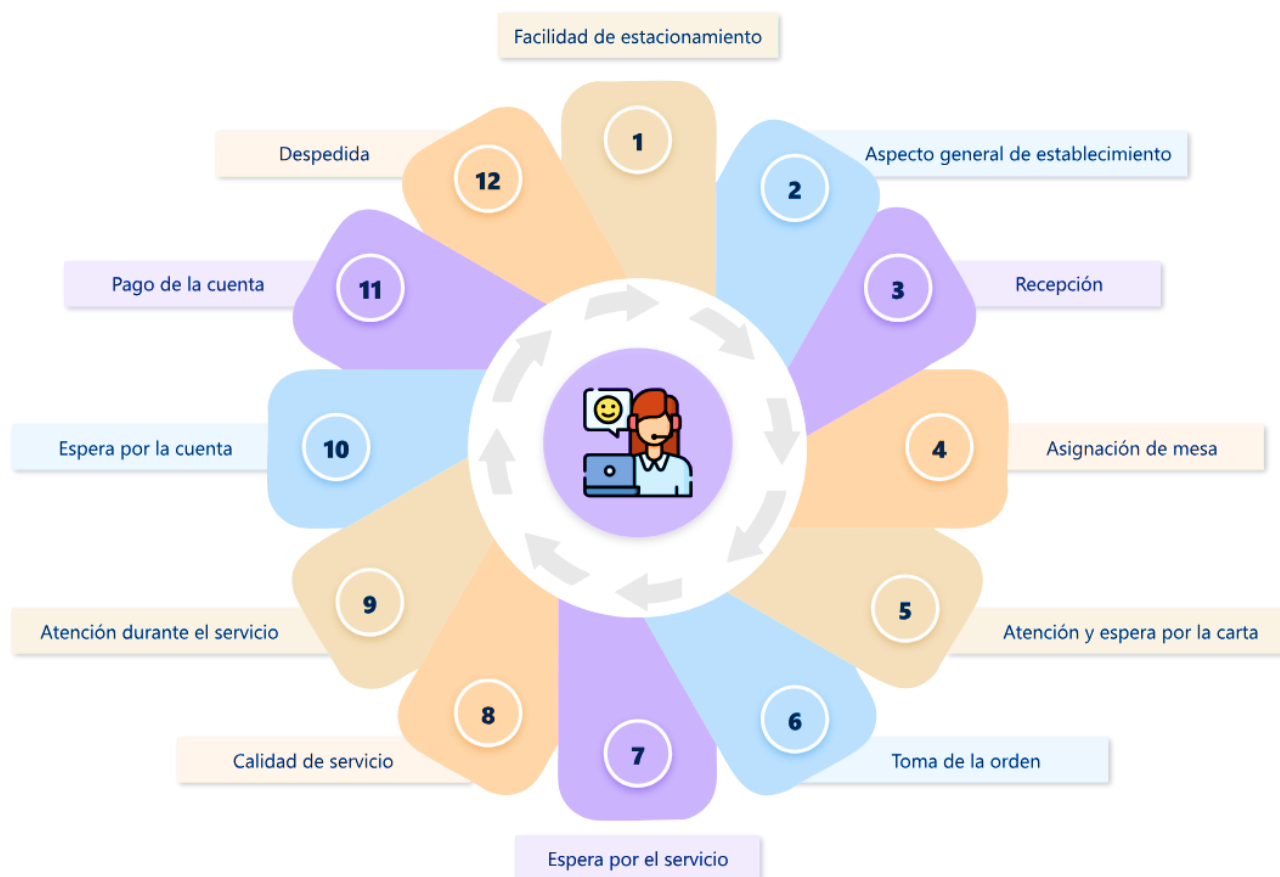 Facilidad de estacionamiento
1
Aspecto general de establecimiento
2
Recepción
3
Asignación de mesa
4
Atención y espera por la carta
5
Toma de la orden
6
Espera por el servicio
7
Calidad de servicio
8
Atención durante el servicio
9
Espera por la cuenta
10
Pago de la cuenta
11
Despedida
12